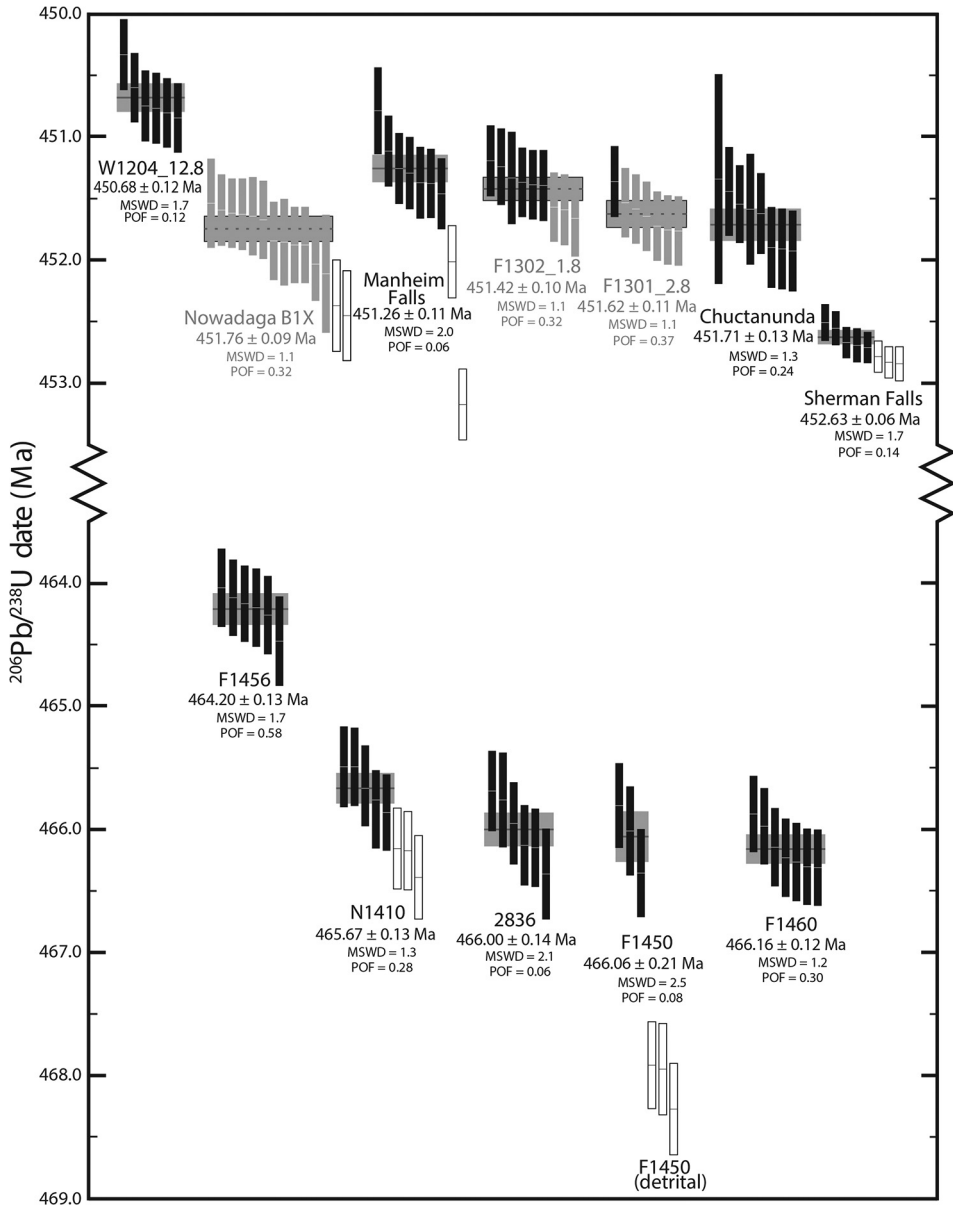 450.0
451.0
452.0
453.0
464.0
465.0
466.0
467.0
468.0
469.0
206Pb/238U date (Ma)
W1204_12.8
450.68 ± 0.12 Ma
MSWD = 1.7
POF = 0.12
Nowadaga B1X
451.76 ± 0.09 Ma
MSWD = 1.1
POF = 0.32
Manheim
Falls
451.26 ± 0.11 Ma
MSWD = 2.0
POF = 0.06
F1302_1.8
451.42 ± 0.10 Ma
MSWD = 1.1
POF = 0.32
F1301_2.8
451.62 ± 0.11 Ma
MSWD = 1.1
POF = 0.37
Chuctanunda
451.71 ± 0.13 Ma
MSWD = 1.3
POF = 0.24
Sherman Falls
452.63 ± 0.06 Ma
MSWD = 1.7
POF = 0.14
F1456
464.20 ± 0.13 Ma
MSWD = 1.7
POF = 0.58
N1410
465.67 ± 0.13 Ma
MSWD = 1.3
POF = 0.28
2836
466.00 ± 0.14 Ma
MSWD = 2.1
POF = 0.06
F1450
466.06 ± 0.21 Ma
MSWD = 2.5
POF = 0.08
F1460
466.16 ± 0.12 Ma
MSWD = 1.2
POF = 0.30
F1450
(detrital)